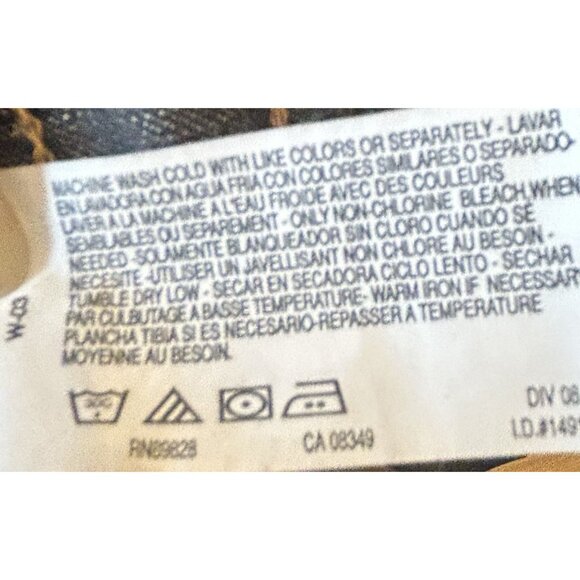 MACHINE WASH COLD WITH LIKE COLORS OR SEPARATELY - LAVAR
EN LAVADORA CON AGUA FRIA CON COLORES SIMILARES O SEPARADO-
LAVER A LA MACHINE A L'EAU FROIDE AVEC DES COULEURS
SEMBLABLES OU SEPAREMENT - ONLY NON-CHLORINE BLEACH WHEN
NEEDED -SOLAMENTE BLANQUEADOR SIN CLORO CUANDO SE
NECESITE -UTILISER UN JAVELLISANT NON CHLORE AU BESOIN -
TUMBLE DRY LOW - SECAR EN SECADORA CICLO LENTO - SECHAR
PAR CULBUTAGE A BASSE TEMPERATURE- WARM IRON IF NECESSAR
PLANCHA TIBIA SI ES NECESARIO-REPASSER A TEMPERATURE
MOYENNE AU BESOIN.
W-03
30C
RN89828
CA 08349
DIV 08
I.D.#1491